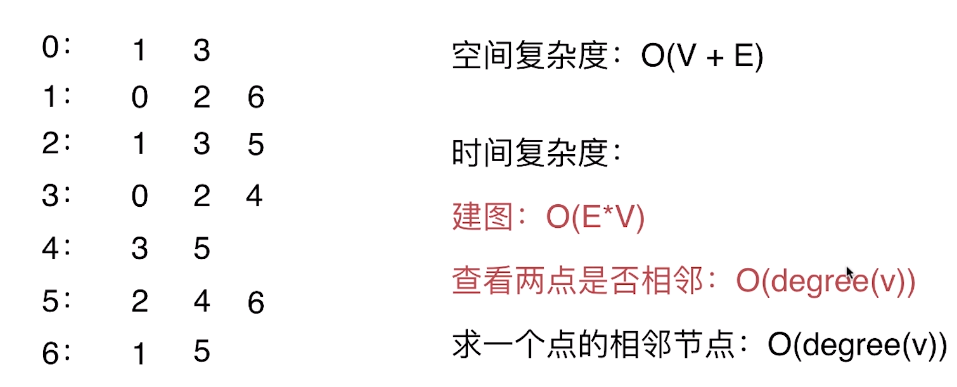 0: 1 3
1: 0 2 6
2: 1 3 5
3: 0 2 4
4: 3 5
5: 2 4 6
6: 1 5
空间复杂度：O(V + E)
时间复杂度：
建图：O(E*V)
查看两点是否相邻：O(degree(v))
求一个点的相邻节点：O(degree(v))